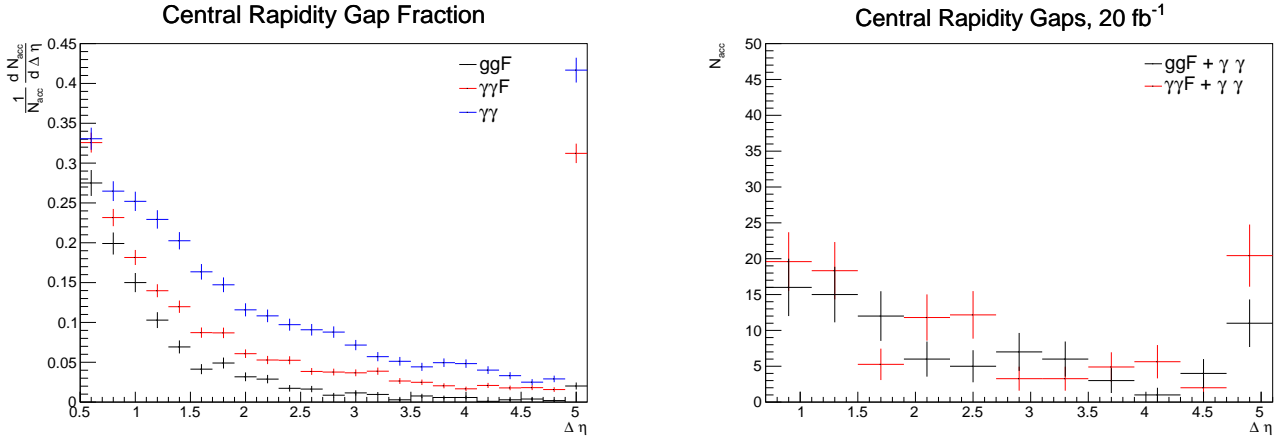 Central Rapidity Gap Fraction
1/N_acc d N_acc/d Δ η
0.45
0.4
0.35
0.3
0.25
0.2
0.15
0.1
0.05
0
ggF
γγF
γγ
0.5 1 1.5 2 2.5 3 3.5 4 4.5 5
Δ η
Central Rapidity Gaps, 20 fb⁻¹
N_acc
50
45
40
35
30
25
20
15
10
5
0
ggF + γ γ
γγF + γ γ
1 1.5 2 2.5 3 3.5 4 4.5 5
Δ η